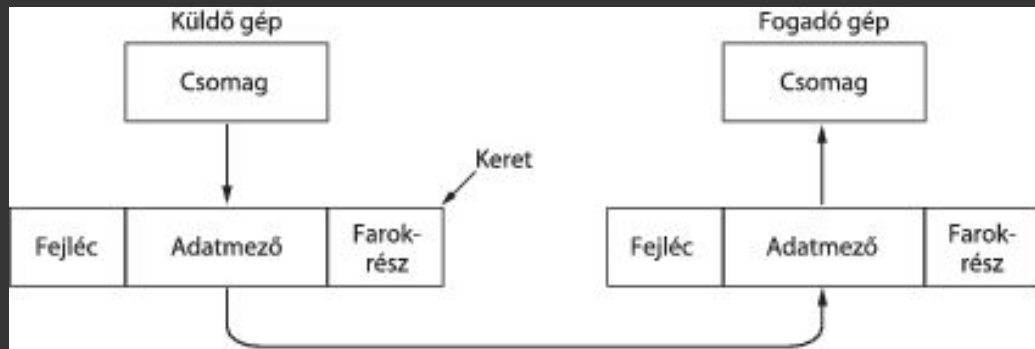 Küldő gép
Fogadó gép
Csomag
Csomag
Keret
Fejléc
Adatmező
Farok-
rész
Fejléc
Adatmező
Farok-
rész